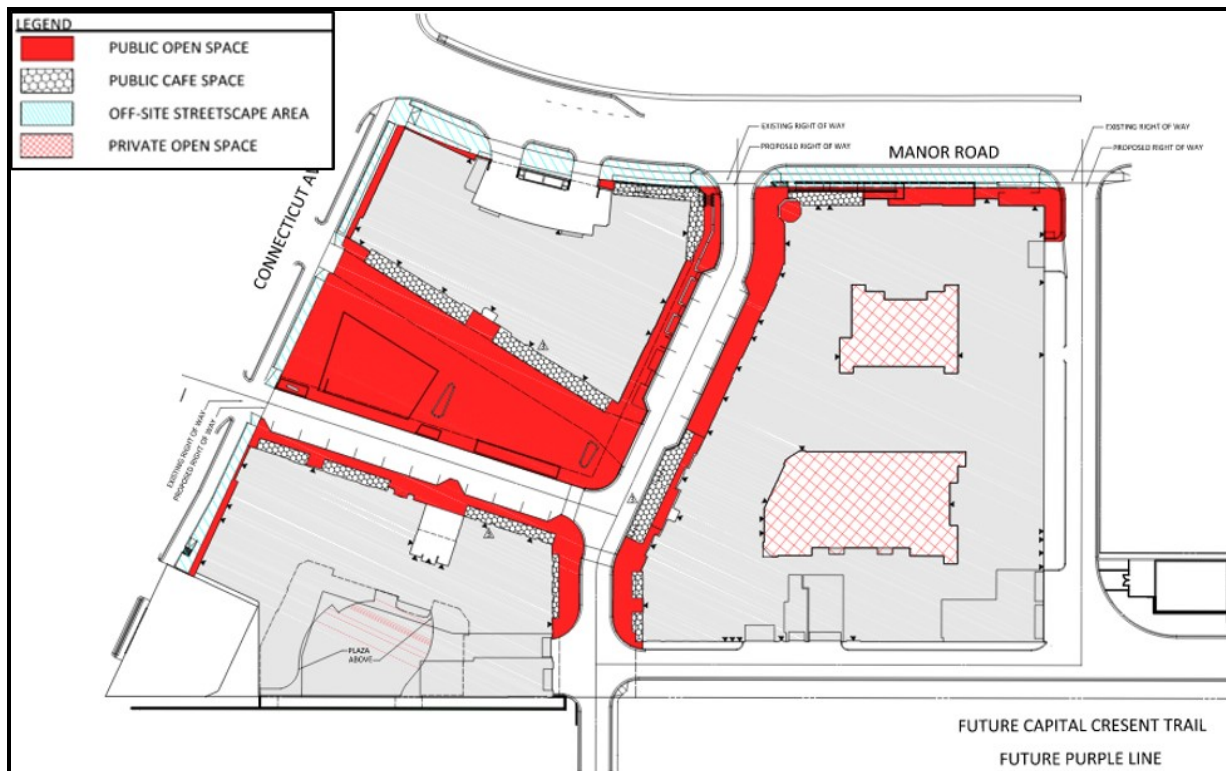 LEGEND
PUBLIC OPEN SPACE
PUBLIC CAFE SPACE
OFF-SITE STREETSCAPE AREA
PRIVATE OPEN SPACE
EXISTING RIGHT OF WAY
PROPOSED RIGHT OF WAY
MANOR ROAD
EXISTING RIGHT OF WAY
PROPOSED RIGHT OF WAY
CONNECTICUT
EXISTING RIGHT OF WAY
PROPOSED RIGHT OF WAY
PLAZA
ABOVE
FUTURE CAPITAL CRESENT TRAIL
FUTURE PURPLE LINE